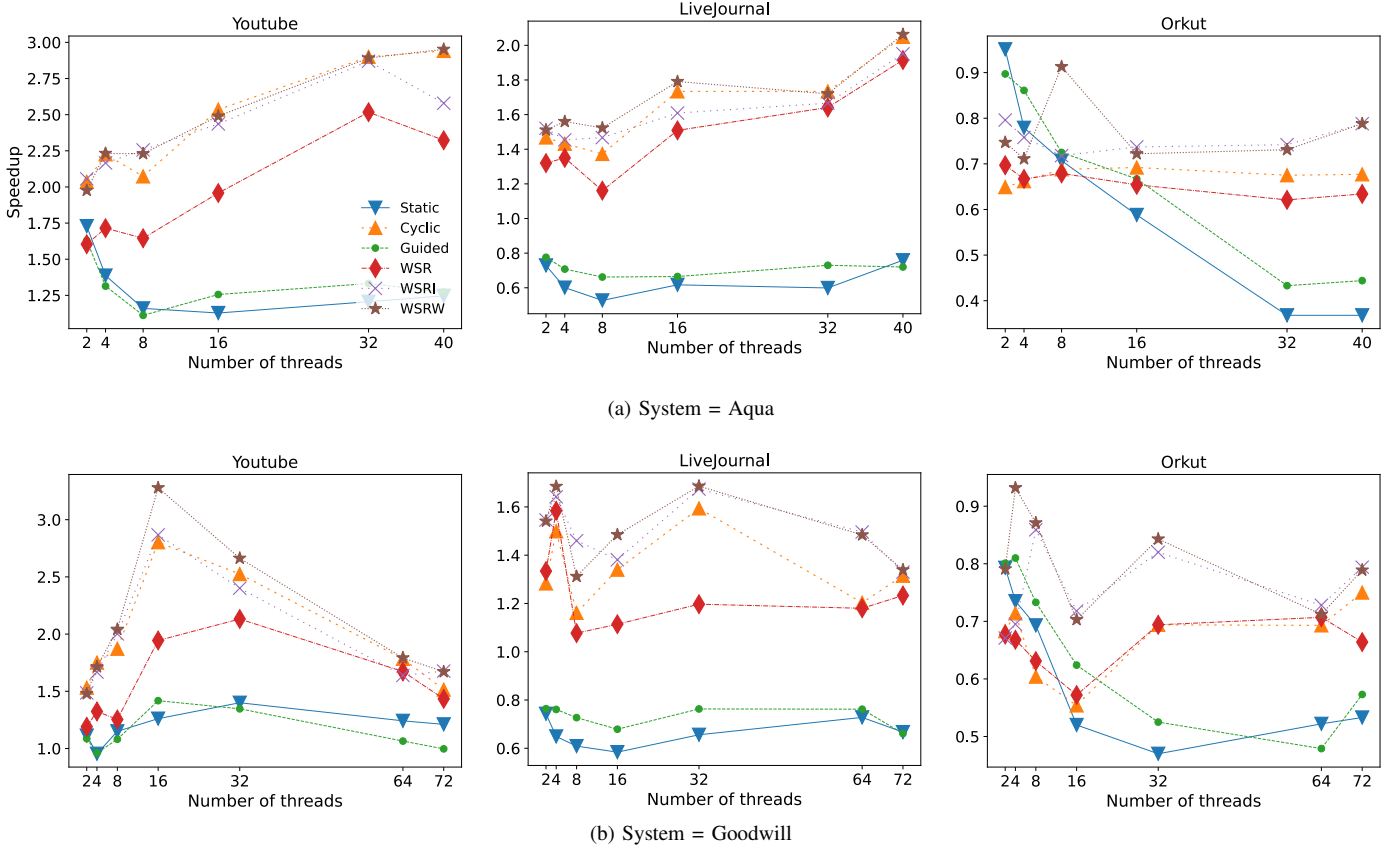 Youtube
LiveJournal
Orkut
3.00
2.75
2.50
2.25
2.00
1.75
1.50
1.25
Speedup
Static
Cyclic
Guided
WSR
WSRI
WSRW
2 4 8 16 32 40
Number of threads
2.0
1.8
1.6
1.4
1.2
1.0
0.8
0.6
2 4 8 16 32 40
Number of threads
0.9
0.8
0.7
0.6
0.5
0.4
2 4 8 16 32 40
Number of threads
(a) System = Aqua
Youtube
LiveJournal
Orkut
3.0
2.5
2.0
1.5
1.0
2 4 8 16 32 64 72
Number of threads
1.6
1.4
1.2
1.0
0.8
0.6
2 4 8 16 32 64 72
Number of threads
0.9
0.8
0.7
0.6
0.5
2 4 8 16 32 64 72
Number of threads
(b) System = Goodwill